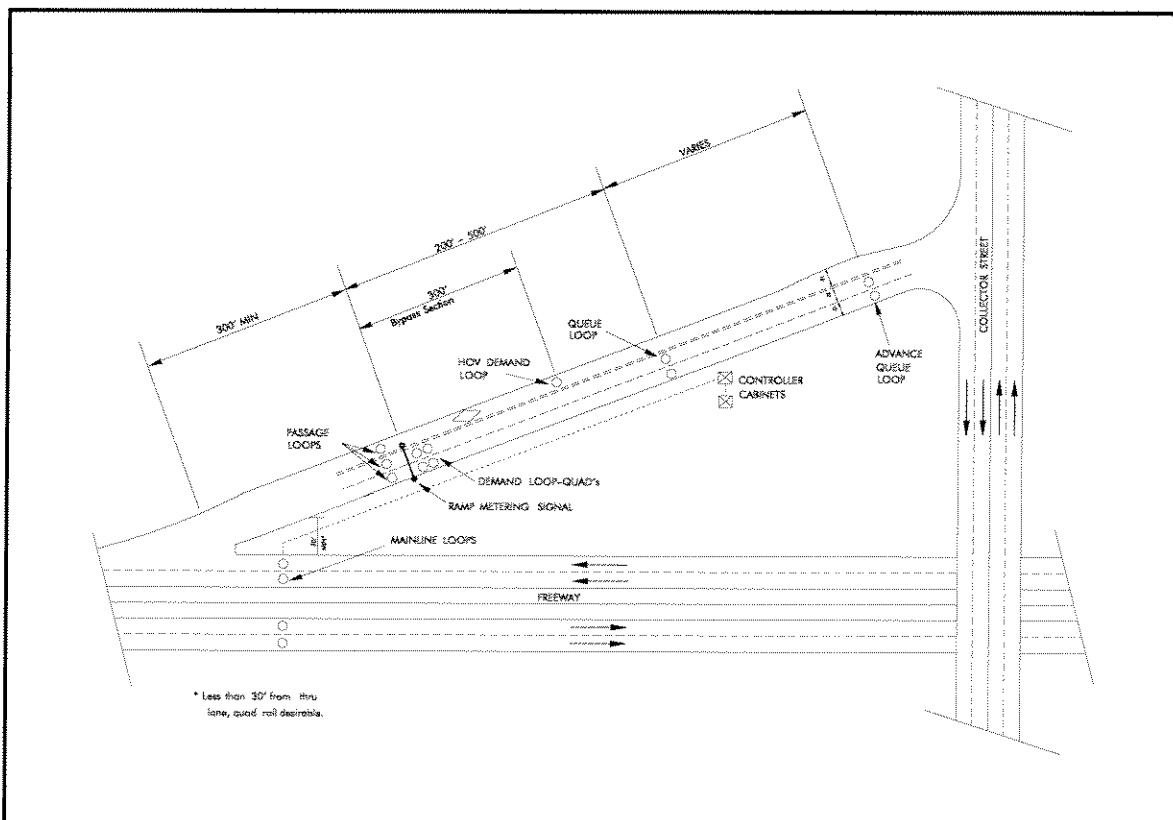 VARIES
200' - 500'
300'
Bypass Section
300' MIN
QUEUE
LOOP
HOV DEMAND
LOOP
ADVANCE
QUEUE
LOOP
COLLECTOR STREET
CONTROLLER
CABINETS
PASSAGE
LOOPS
DEMAND LOOP-QUAD's
RAMP METERING SIGNAL
MAINLINE LOOPS
FREEWAY
* Less than 30' from thru
lane, quad rail desirable.